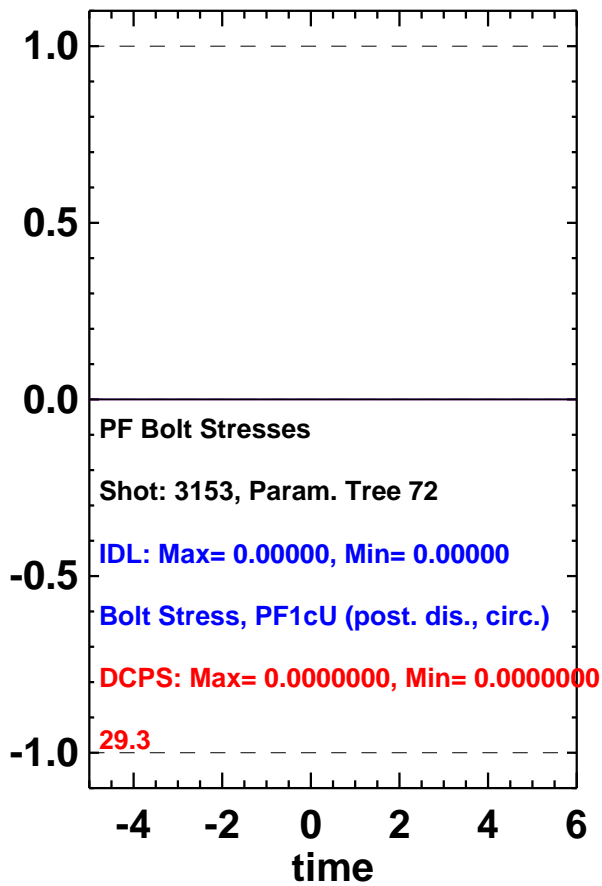 1.0
0.5
0.0
PF Bolt Stresses
Shot: 3153, Param. Tree 72
IDL: Max= 0.00000, Min= 0.00000
-0.5
Bolt Stress, PF1cU (post. dis., circ.)
DCPS: Max= 0.0000000, Min= 0.0000000
29.3
-1.0
-4 -2 0 2 4 6
time